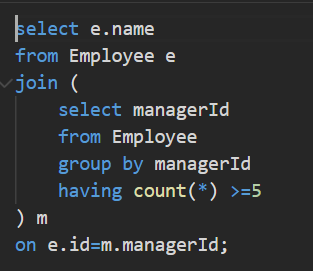 select e.name
from Employee e
join (
    select managerId
    from Employee
    group by managerId
    having count(*) >=5
) m
on e.id=m.managerId;